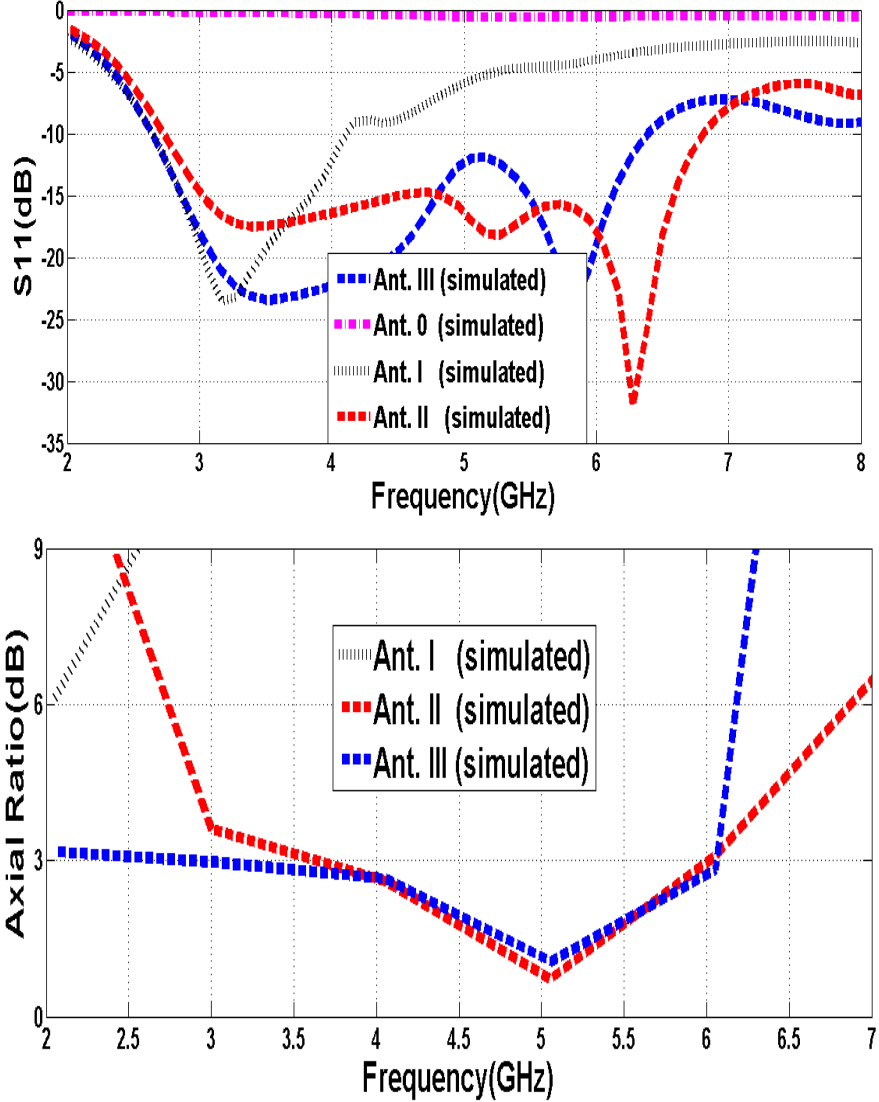 0
-5
-10
-15
-20
-25
-30
-35
S11(dB)
Ant. III (simulated)
Ant. 0 (simulated)
Ant. I (simulated)
Ant. II (simulated)
2 3 4 5 6 7 8
Frequency(GHz)
9
6
3
0
Axial Ratio(dB)
Ant. I (simulated)
Ant. II (simulated)
Ant. III (simulated)
2 2.5 3 3.5 4 4.5 5 5.5 6 6.5 7
Frequency(GHz)